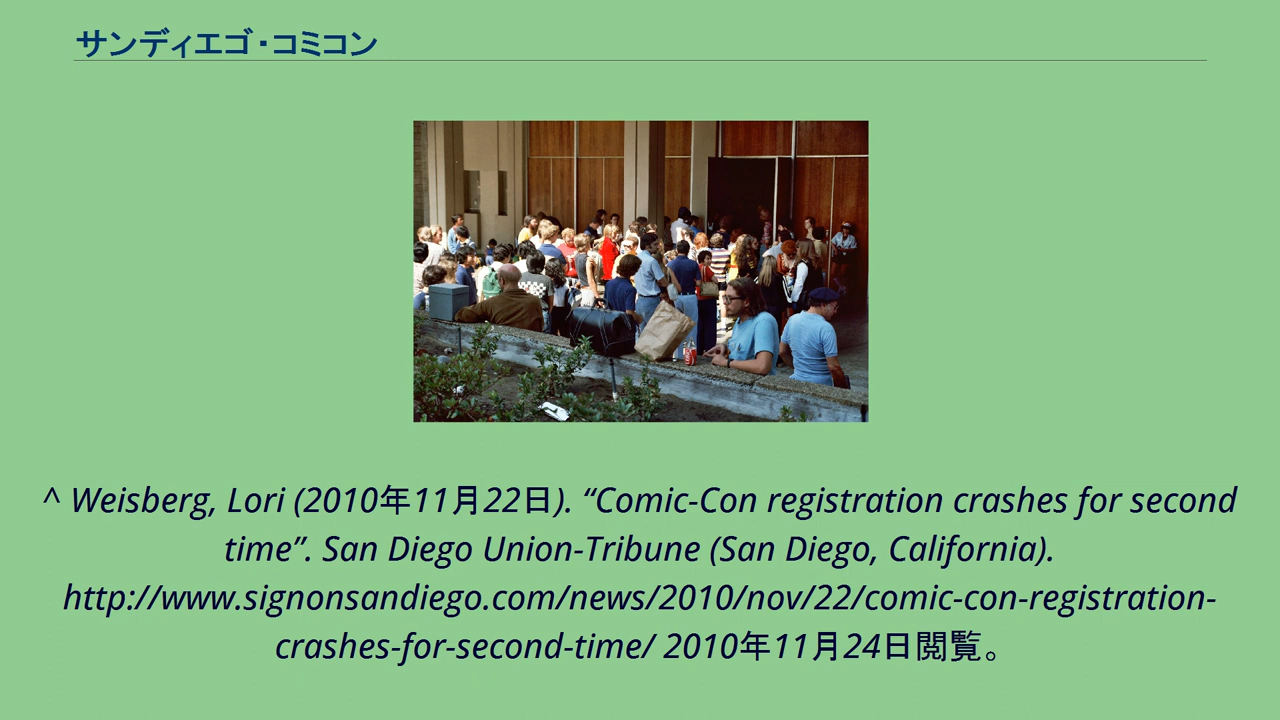 サンディエゴ・コミコン
^ Weisberg, Lori (2010年11月22日). “Comic-Con registration crashes for second
time”. San Diego Union-Tribune (San Diego, California).
http://www.signonsandiego.com/news/2010/nov/22/comic-con-registration-
crashes-for-second-time/ 2010年11月24日閲覧。